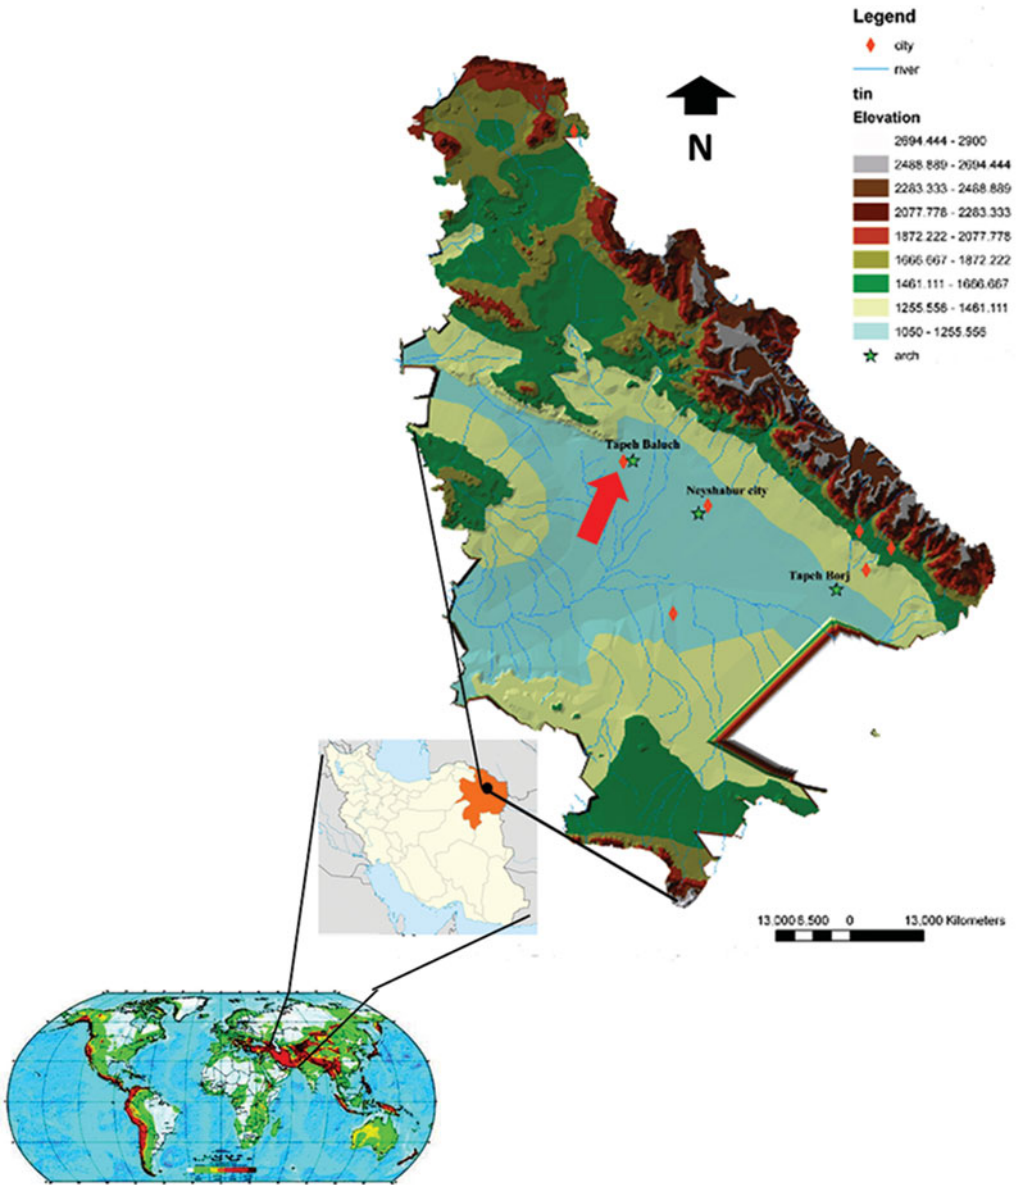 Legend
city
river
tin
Elevation
2694.444 - 2900
2488.889 - 2694.444
2283.333 - 2488.889
2077.778 - 2283.333
1872.222 - 2077.778
1666.667 - 1872.222
1461.111 - 1666.667
1255.556 - 1461.111
1050 - 1255.556
arch
N
Tapeh Baluch
Neyshabur city
Tapeh Borj
13,000 6,500 0 13,000 Kilometers